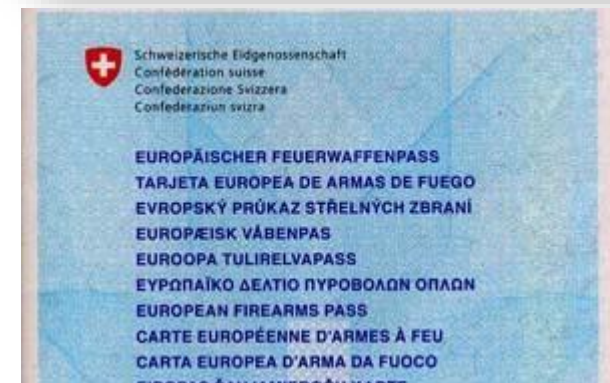 Schweizerische Eidgenossenschaft
Confédération suisse
Confederazione Svizzera
Confederaziun svizra
EUROPÄISCHER FEUERWAFFENPASS
TARJETA EUROPEA DE ARMAS DE FUEGO
EVROPSKÝ PRŮKAZ STŘELNÝCH ZBRANÍ
EUROPÆISK VÅBENPAS
EUROOPA TULIRELVAPASS
ΕΥΡΩΠΑΪΚΟ ΔΕΛΤΙΟ ΠΥΡΟΒΟΛΩΝ ΟΠΛΩΝ
EUROPEAN FIREARMS PASS
CARTE EUROPÉENNE D'ARMES À FEU
CARTA EUROPEA D'ARMA DA FUOCO